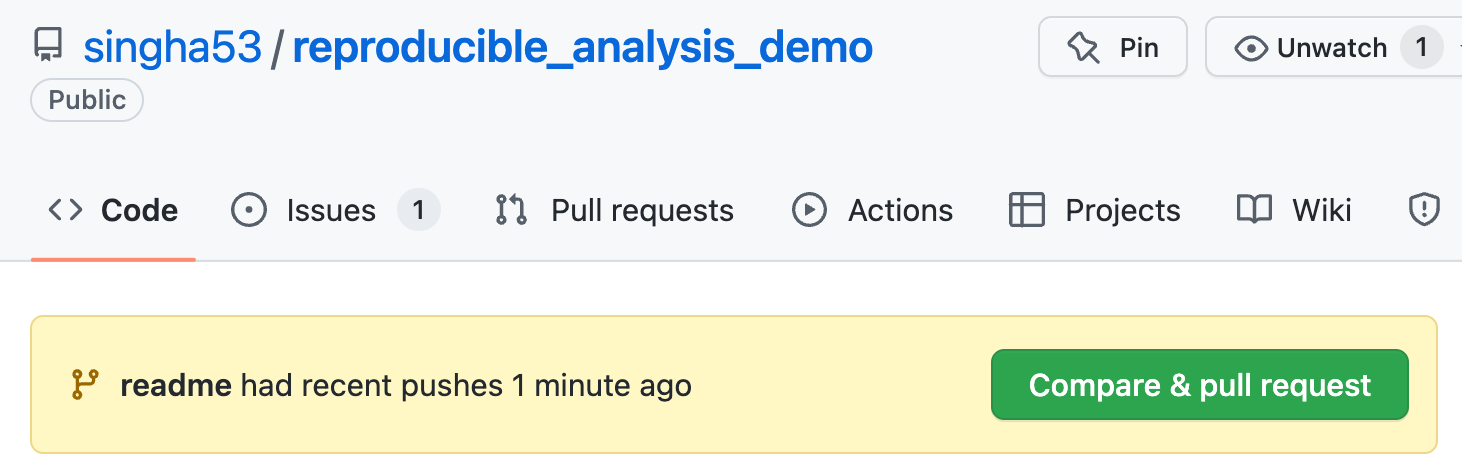 singha53 / reproducible_analysis_demo
Pin
Unwatch 1
Public
Code
Issues 1
Pull requests
Actions
Projects
Wiki
readme had recent pushes 1 minute ago
Compare & pull request